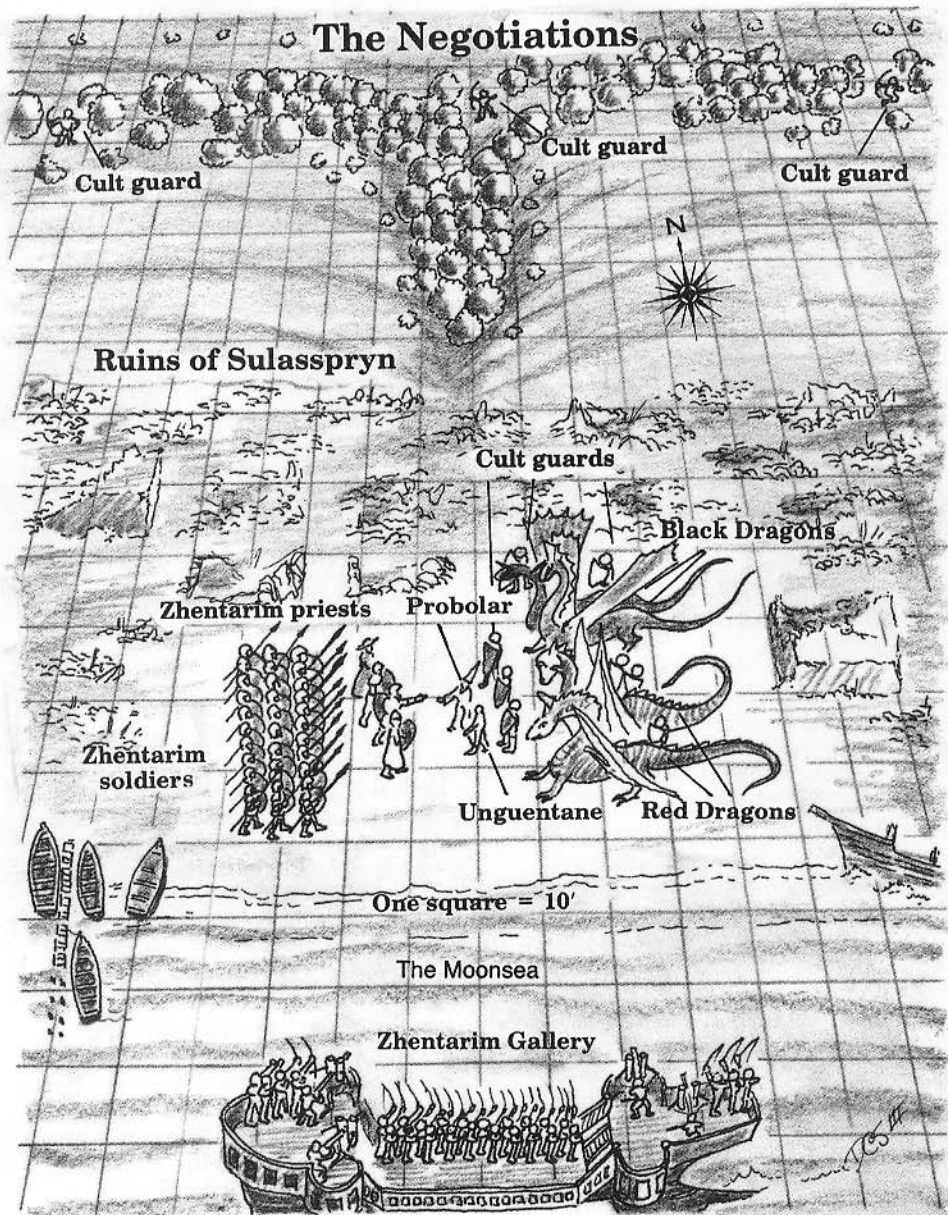 The Negotiations
Cult guard
Cult guard
Cult guard
N
Ruins of Sulasspryn
Cult guards
Black Dragons
Zhentarim priests
Probolar
Zhentarim
soldiers
Unguentane
Red Dragons
One square = 10'
The Moonsea
Zhentarim Gallery